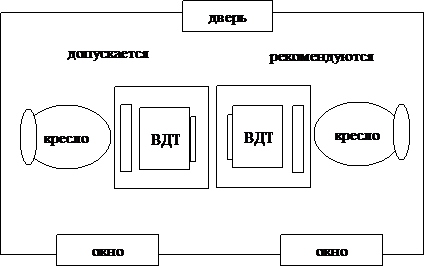 дверь
допускается
рекомендуются
кресло
ВДТ
ВДТ
кресло
окно
окно